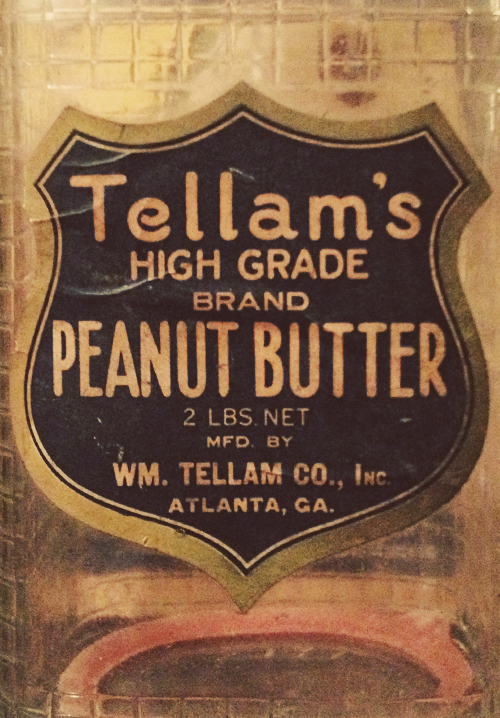 Tellam's
HIGH GRADE
BRAND
PEANUT BUTTER
2 LBS. NET
MFD. BY
WM. TELLAM CO., INC.
ATLANTA, GA.